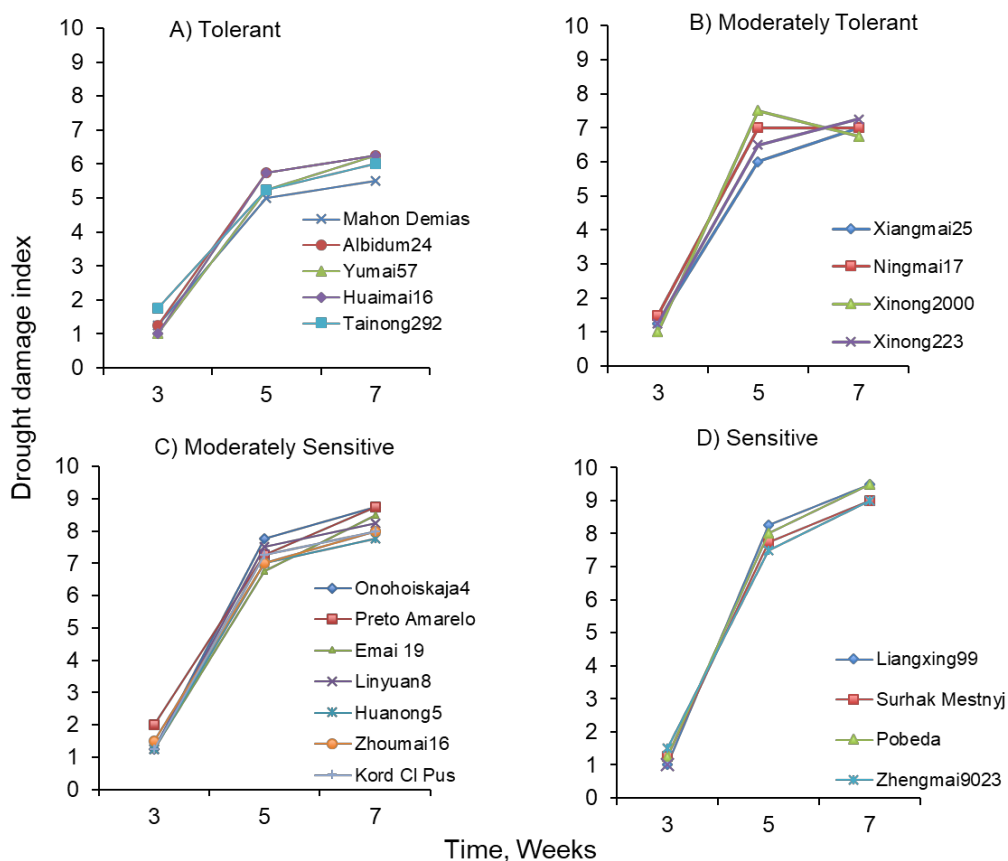 A) Tolerant
10
9
8
7
6
5
4
3
2
1
0
3 5 7
Mahon Demias
Albidum24
Yumai57
Huaimai16
Tainong292
B) Moderately Tolerant
10
9
8
7
6
5
4
3
2
1
0
3 5 7
Xiangmai25
Ningmai17
Xinong2000
Xinong223
Drought damage index
C) Moderately Sensitive
10
9
8
7
6
5
4
3
2
1
0
3 5 7
Onohoiskaja4
Preto Amarelo
Emai 19
Linyuan8
Huanong5
Zhoumai16
Kord Cl Pus
D) Sensitive
10
9
8
7
6
5
4
3
2
1
0
3 5 7
Liangxing99
Surhak Mestnyj
Pobeda
Zhengmai9023
Time, Weeks